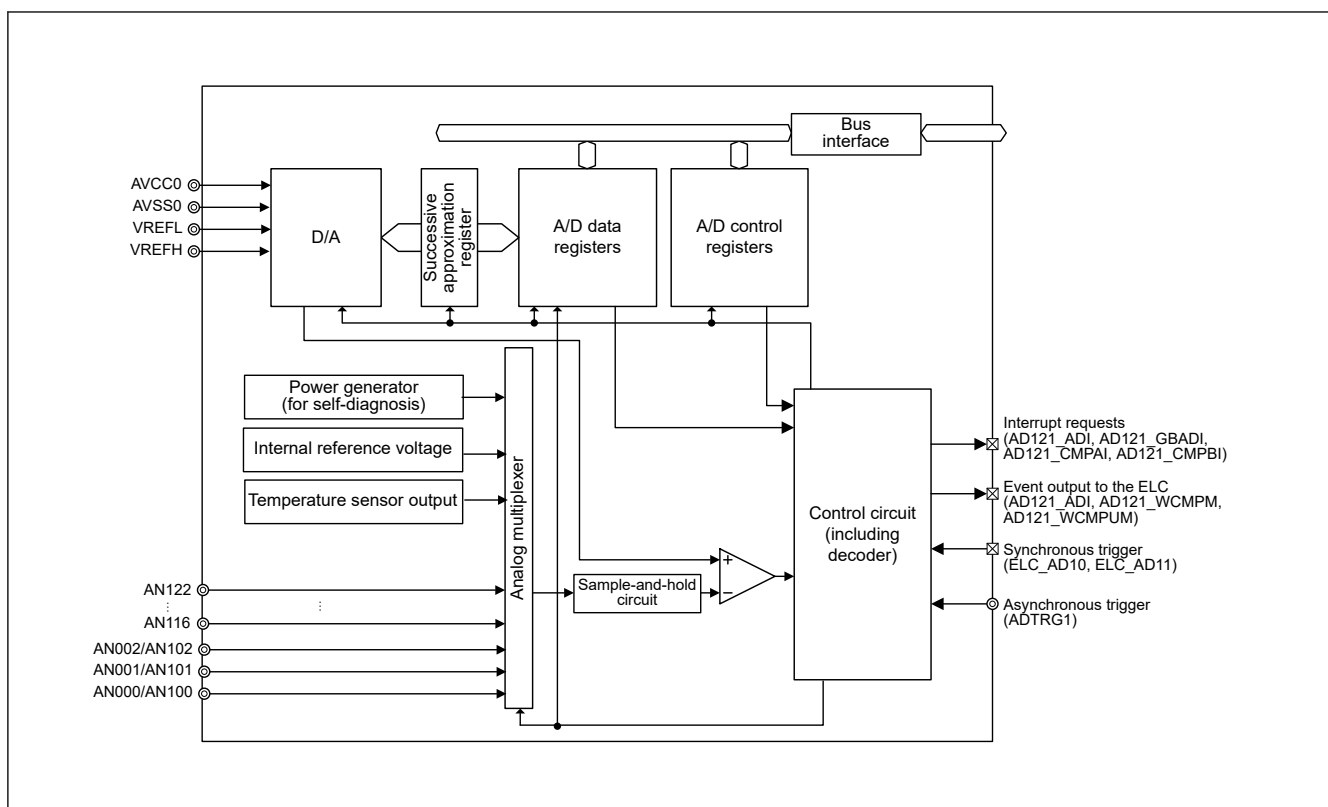 Bus
interface
AVCC0
AVSS0
VREFL
VREFH
D/A
Successive
approximation
register
A/D data
registers
A/D control
registers
Power generator
(for self-diagnosis)
Internal reference voltage
Temperature sensor output
Analog multiplexer
Sample-and-hold
circuit
+
−
Control circuit
(including
decoder)
Interrupt requests
(AD121_ADI, AD121_GBADI,
AD121_CMPAI, AD121_CMPBI)
Event output to the ELC
(AD121_ADI, AD121_WCMPM,
AD121_WCMPUM)
Synchronous trigger
(ELC_AD10, ELC_AD11)
Asynchronous trigger
(ADTRG1)
AN122
AN116
AN002/AN102
AN001/AN101
AN000/AN100